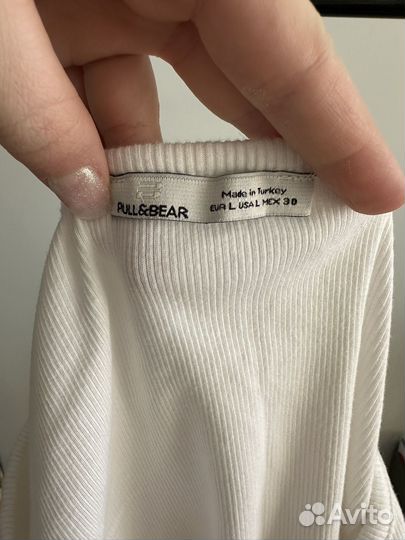 PULL&BEAR
Made in Turkey
EUR L USA L MEX 30
Avito